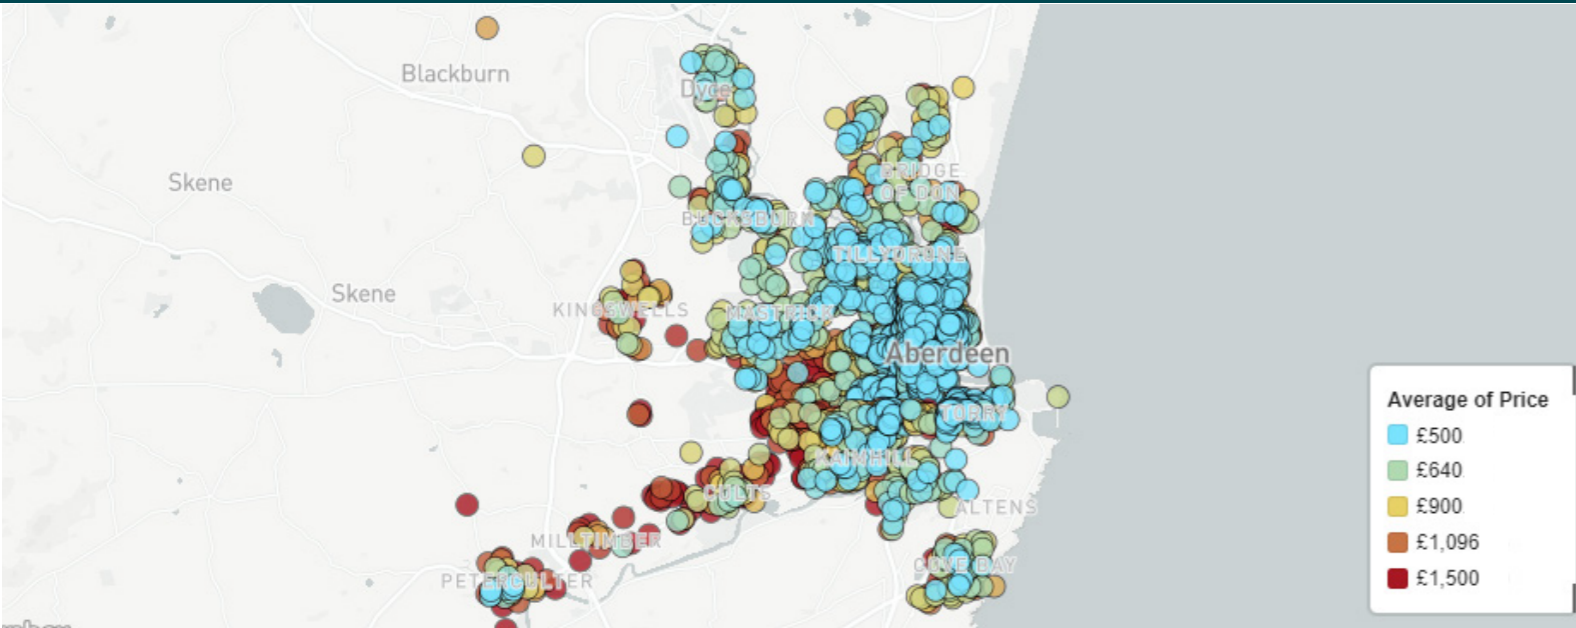 Blackburn
Dyce
Skene
BRIDGE
OF DON
BUCKSBURN
TILLYDRONE
Skene
KINGSWELLS
MASTRICK
Aberdeen
TORRY
KAIMHILL
CULTS
ALTENS
MILLTIMBER
COVE BAY
PETERCULTER
Average of Price
£500
£640
£900
£1,096
£1,500